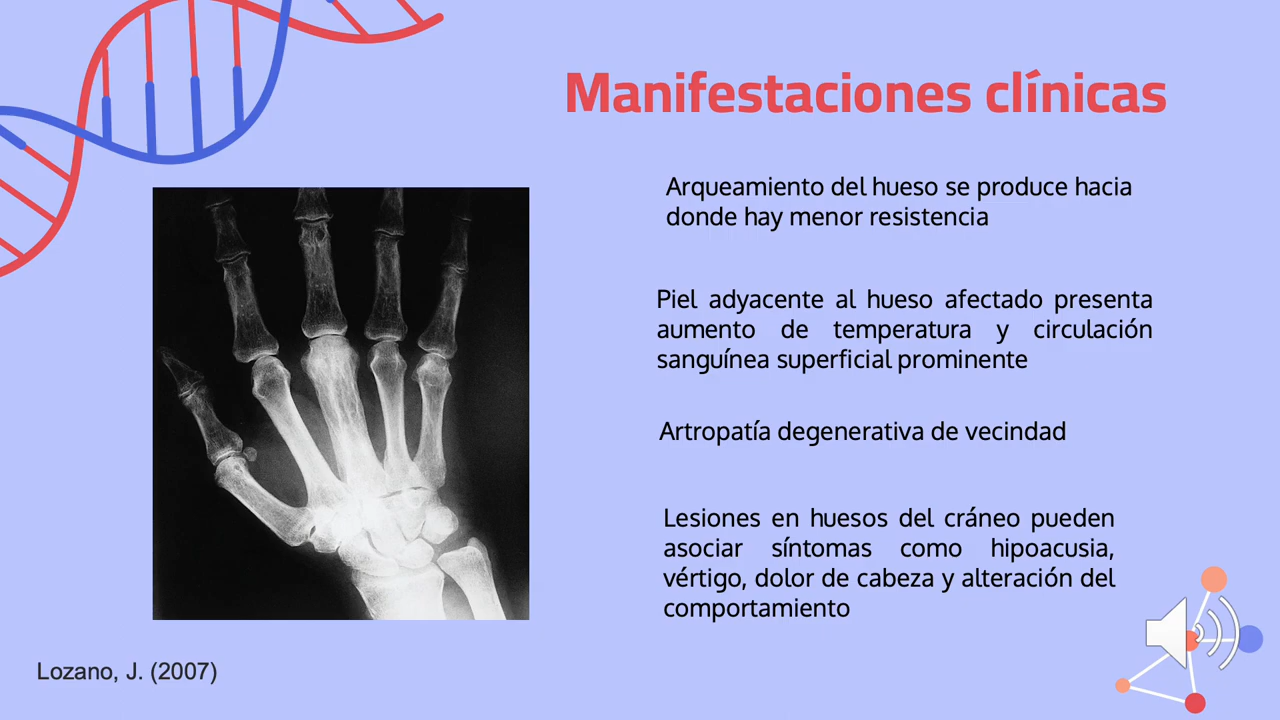 Manifestaciones clínicas
Arqueamiento del hueso se produce hacia
donde hay menor resistencia
Piel adyacente al hueso afectado presenta
aumento de temperatura y circulación
sanguínea superficial prominente
Artropatía degenerativa de vecindad
Lesiones en huesos del cráneo pueden
asociar síntomas como hipoacusia,
vértigo, dolor de cabeza y alteración del
comportamiento
Lozano, J. (2007)